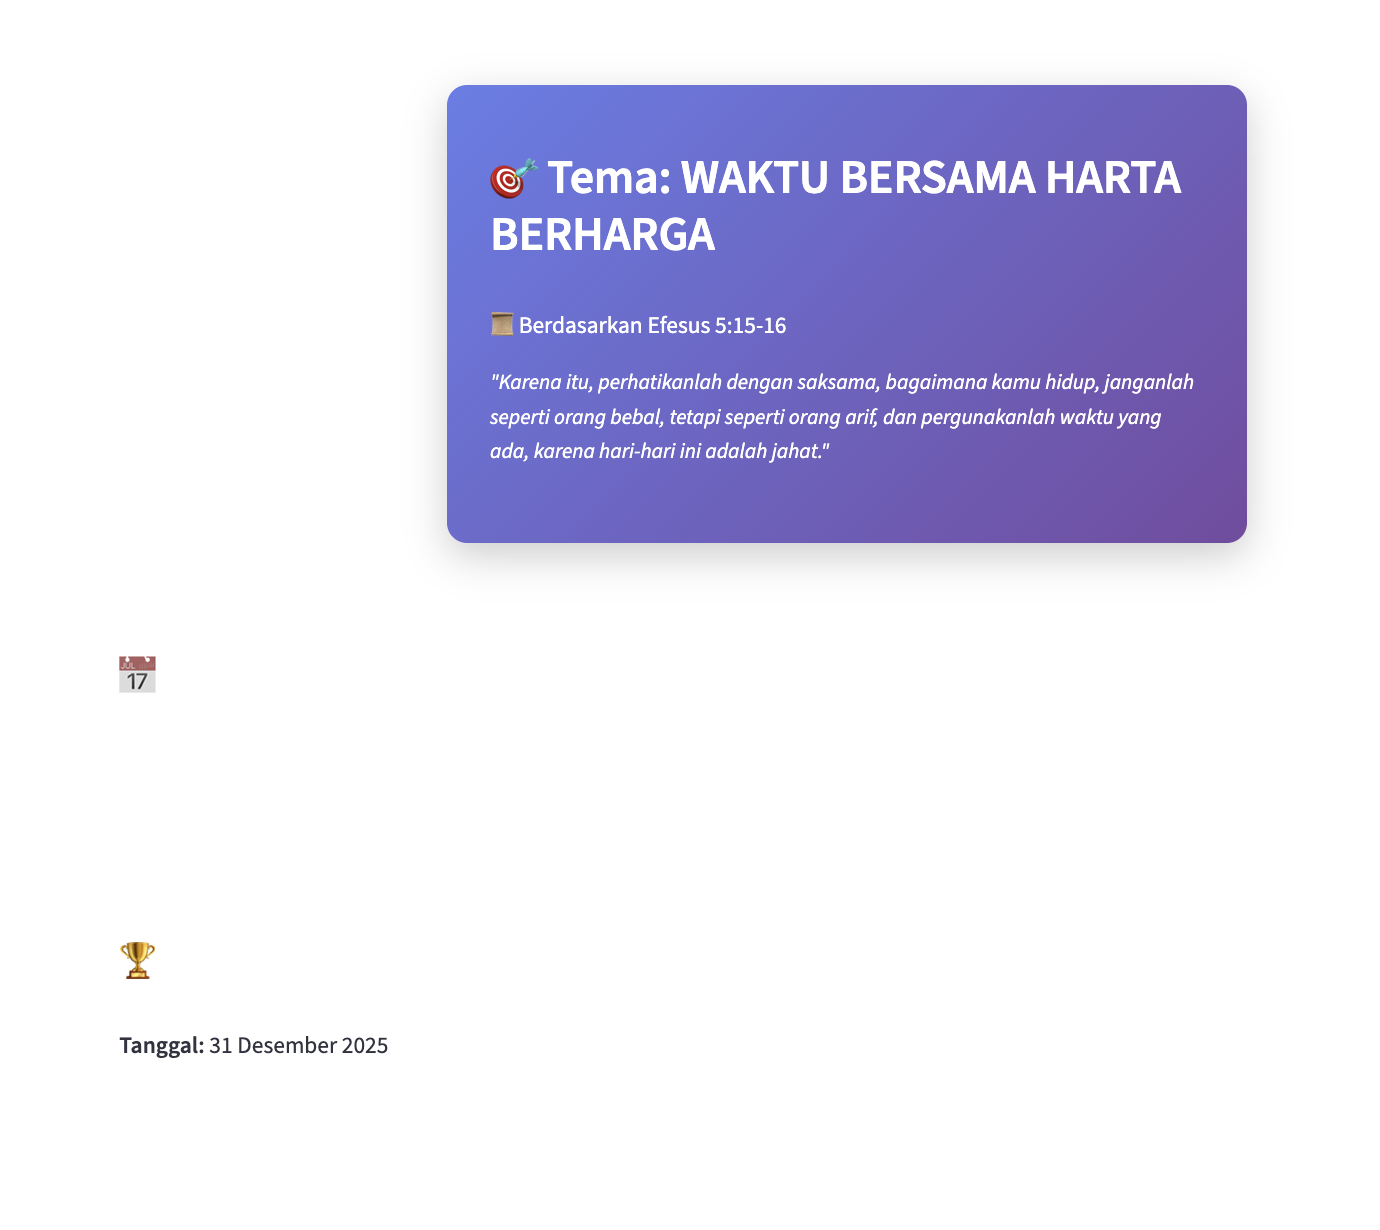 🎯 Tema: WAKTU BERSAMA HARTA
BERHARGA
📜 Berdasarkan Efesus 5:15-16
"Karena itu, perhatikanlah dengan saksama, bagaimana kamu hidup, janganlah
seperti orang bebal, tetapi seperti orang arif, dan pergunakanlah waktu yang
ada, karena hari-hari ini adalah jahat."
JUL
17
Tanggal: 31 Desember 2025